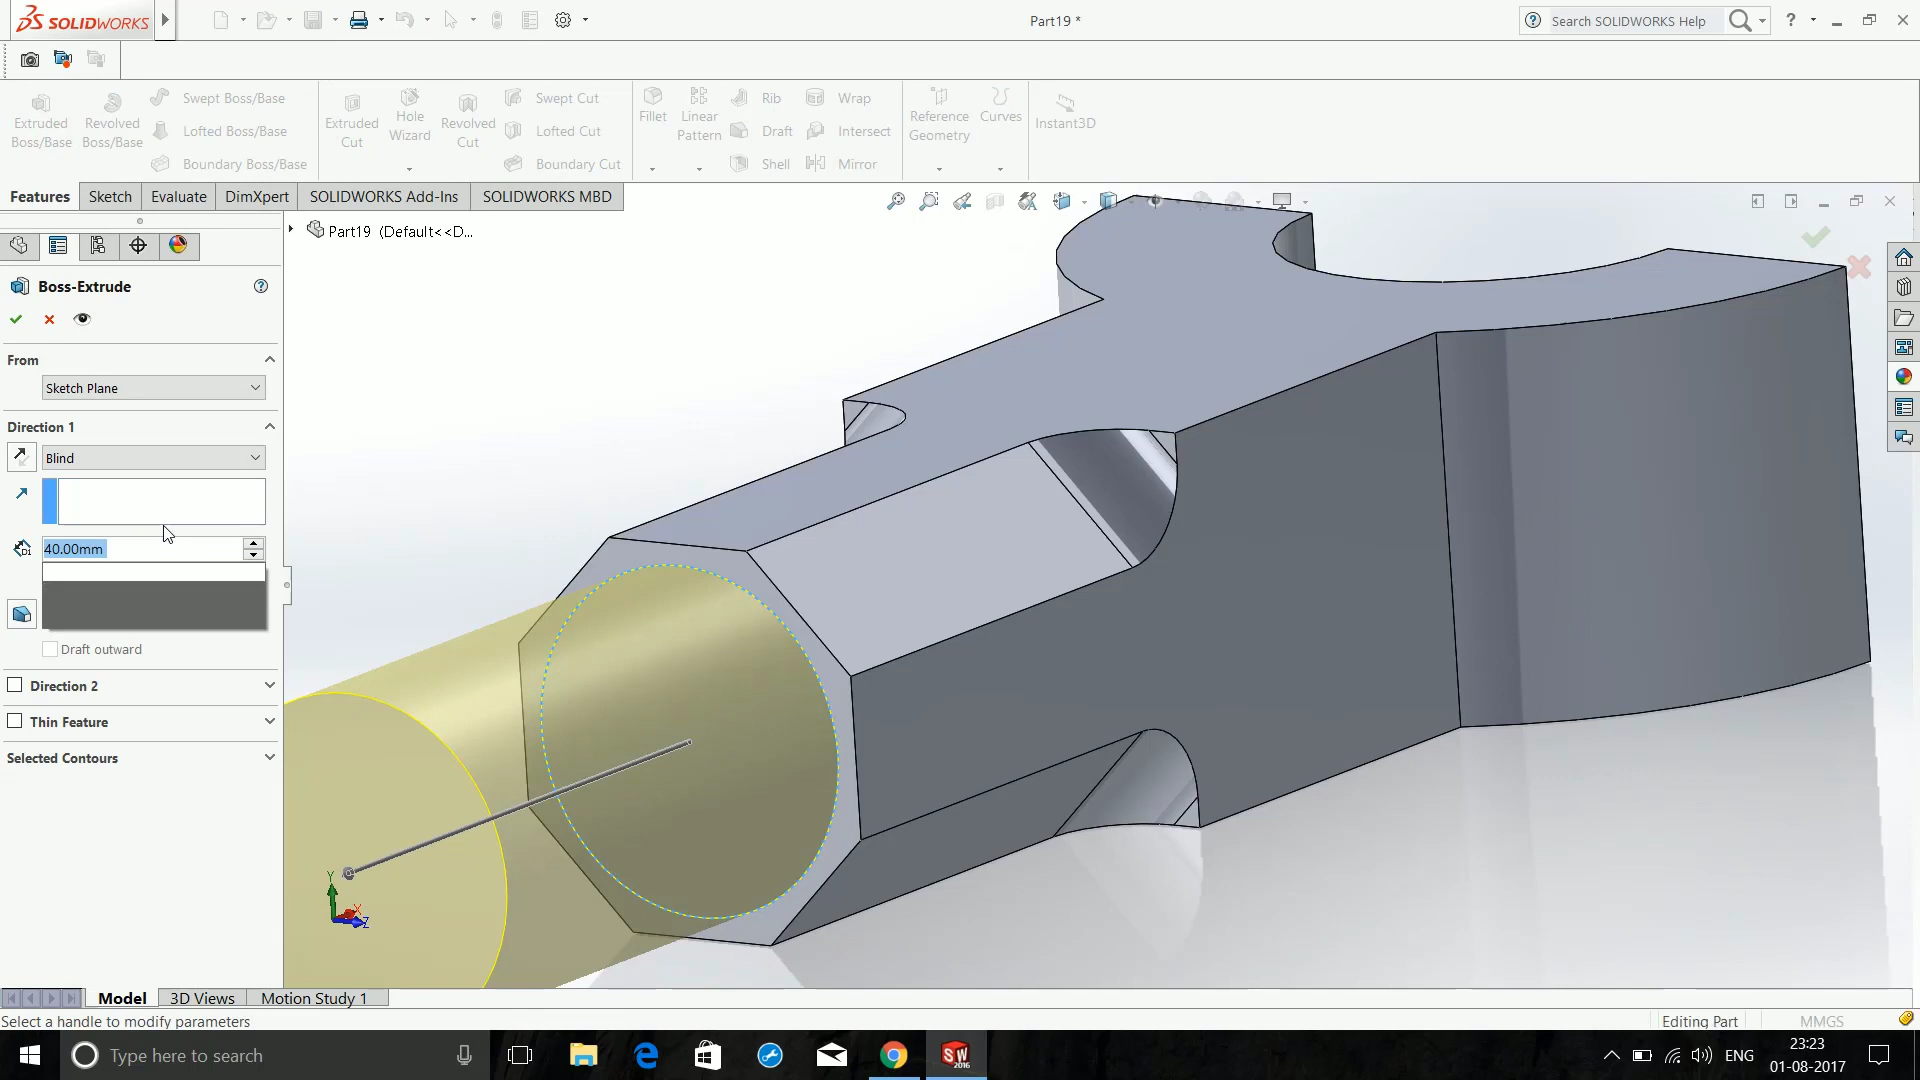 SOLIDWORKS
Part19 *
Search SOLIDWORKS Help
?
Extruded Boss/Base
Revolved Boss/Base
Swept Boss/Base
Lofted Boss/Base
Boundary Boss/Base
Extruded Cut
Hole Wizard
Revolved Cut
Swept Cut
Lofted Cut
Boundary Cut
Fillet
Linear Pattern
Rib
Draft
Shell
Wrap
Intersect
Mirror
Reference Geometry
Curves
Instant3D
Features
Sketch
Evaluate
DimXpert
SOLIDWORKS Add-Ins
SOLIDWORKS MBD
Part19 (Default<<D...
Boss-Extrude
From
Sketch Plane
Direction 1
Blind
D1
40.00mm
Draft outward
Direction 2
Thin Feature
Selected Contours
Y
X
Z
Model
3D Views
Motion Study 1
Select a handle to modify parameters
Editing Part
MMGS
Type here to search
SW
2016
ENG
23:23
01-08-2017